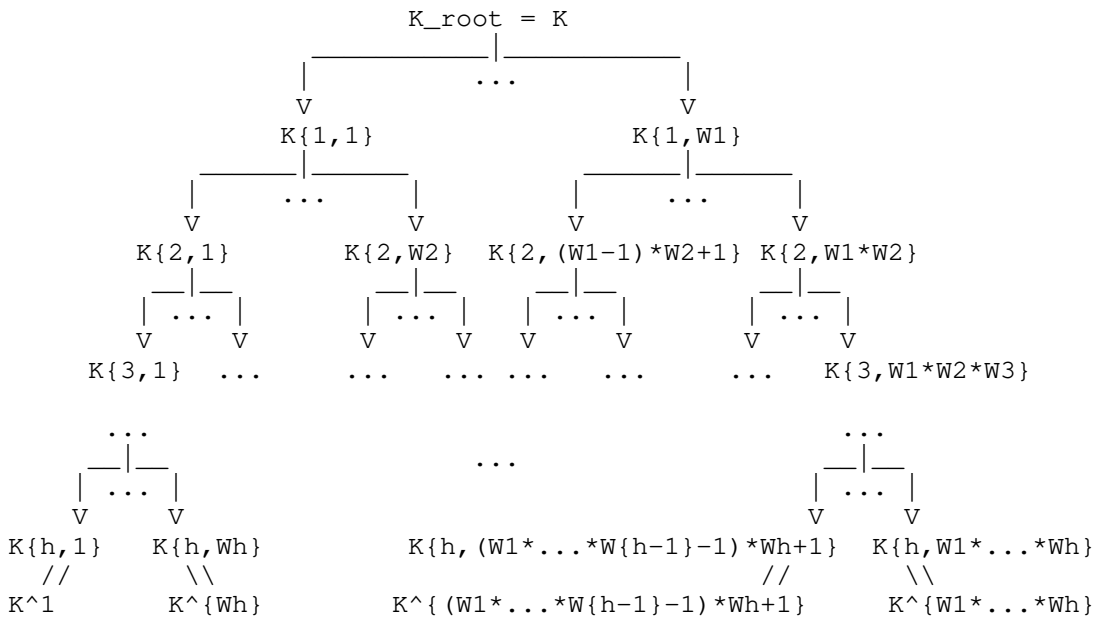 K_root = K
...
K{1,1} K{1,W1}
... ...
K{2,1} K{2,W2} K{2,(W1-1)*W2+1} K{2,W1*W2}
... ... ... ...
K{3,1} ... ... ... ... ... ... K{3,W1*W2*W3}
... ...
...
... ...
K{h,1} K{h,Wh} K{h,(W1*...*W{h-1}-1)*Wh+1} K{h,W1*...*Wh}
// \\ // \\
K^1 K^{Wh} K^{(W1*...*W{h-1}-1)*Wh+1} K^{W1*...*Wh}